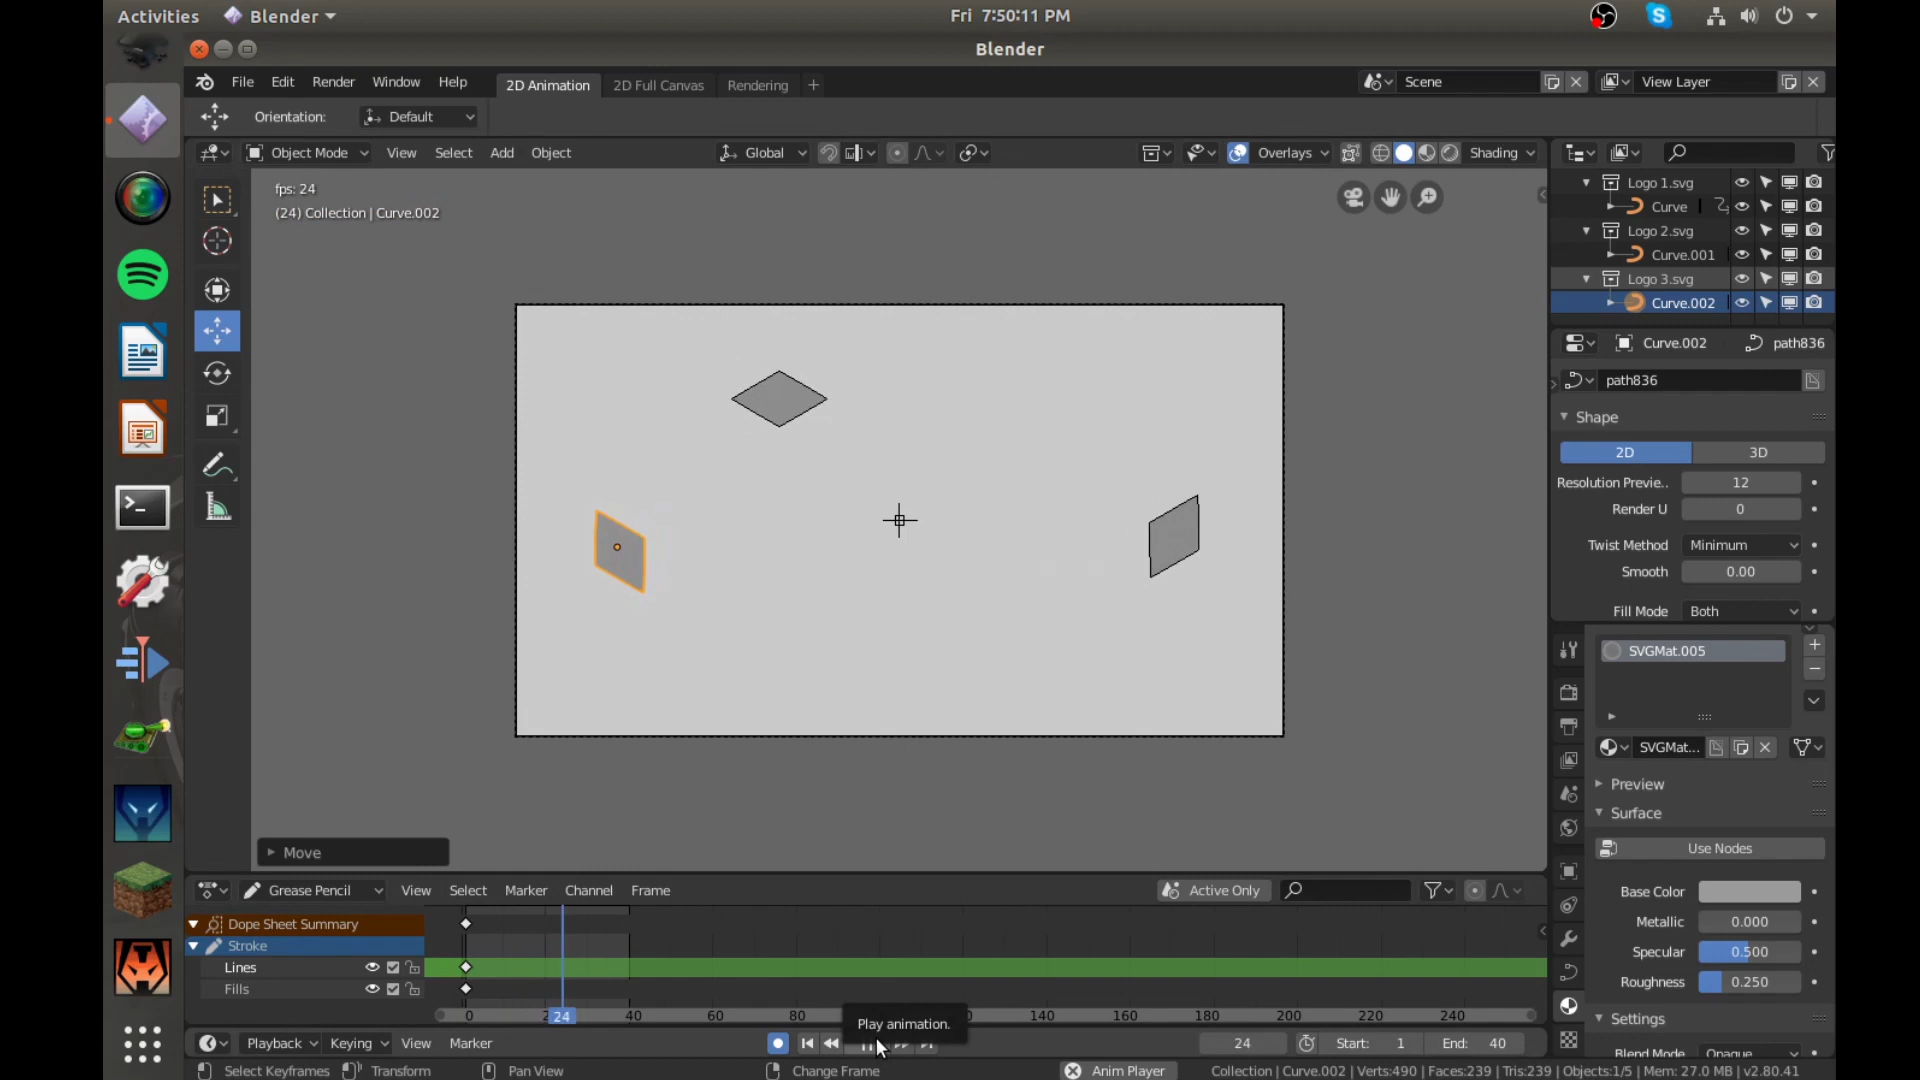 Activities Blender Fri 7:50:11 PM
Blender
File Edit Render Window Help 2D Animation 2D Full Canvas Rendering + Scene View Layer
Orientation: Default
Object Mode View Select Add Object Global Overlays Shading
fps: 24
(24) Collection | Curve.002
Logo 1.svg
Curve
Logo 2.svg
Curve.001
Logo 3.svg
Curve.002
Curve.002 path836
path836
Shape
2D 3D
Resolution Previe.. 12
Render U 0
Twist Method Minimum
Smooth 0.00
Fill Mode Both
SVGMat.005
SVGMat...
Preview
Surface
Use Nodes
Base Color
Metallic 0.000
Specular 0.500
Roughness 0.250
Settings
Blend Mode Opaque
Move
Grease Pencil View Select Marker Channel Frame Active Only
Dope Sheet Summary
Stroke
Lines
Fills
0 24 40 60 80 140 160 180 200 220 240
Play animation.
Playback Keying View Marker 24 Start: 1 End: 40
Select Keyframes Transform Pan View Change Frame Anim Player Collection | Curve.002 | Verts:490 | Faces:239 | Tris:239 | Objects:1/5 | Mem: 27.0 MB | v2.80.41